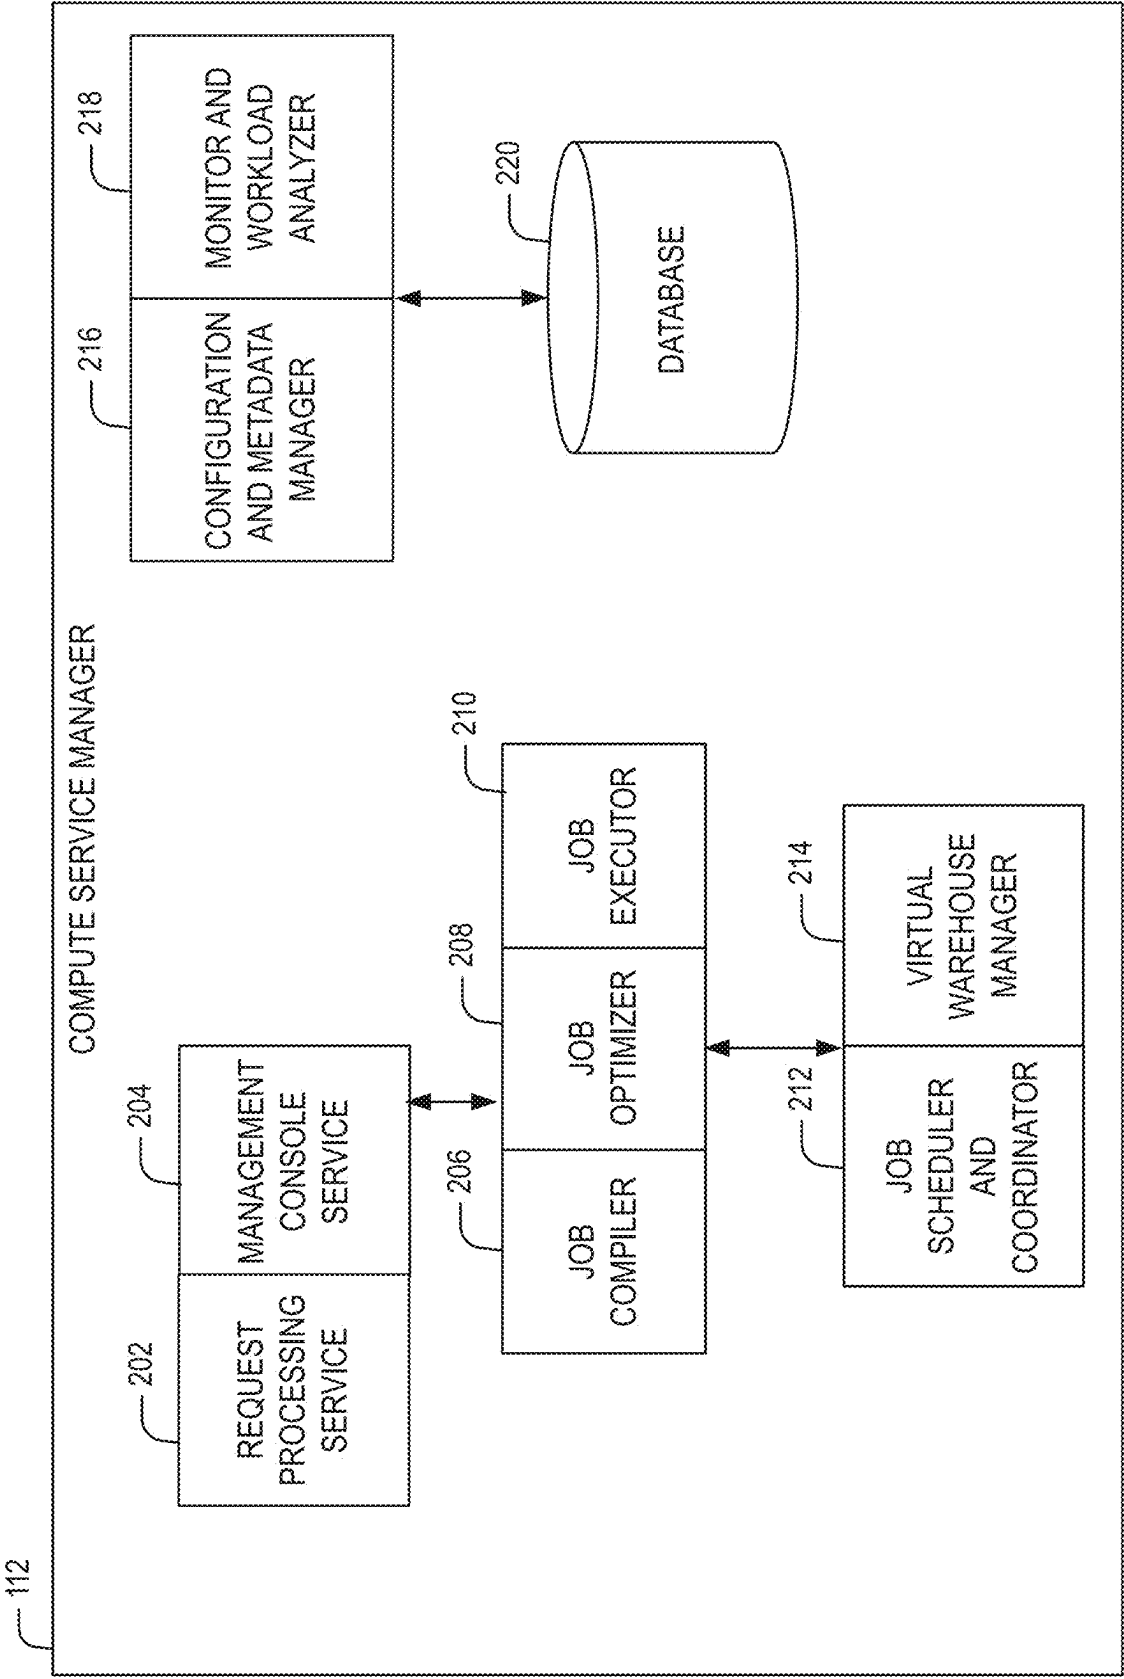 112
COMPUTE SERVICE MANAGER
202
REQUEST
PROCESSING
SERVICE
204
MANAGEMENT
CONSOLE
SERVICE
206
JOB
COMPILER
208
JOB
OPTIMIZER
210
JOB
EXECUTOR
212
JOB
SCHEDULER
AND
COORDINATOR
214
VIRTUAL
WAREHOUSE
MANAGER
216
CONFIGURATION
AND METADATA
MANAGER
218
MONITOR AND
WORKLOAD
ANALYZER
220
DATABASE